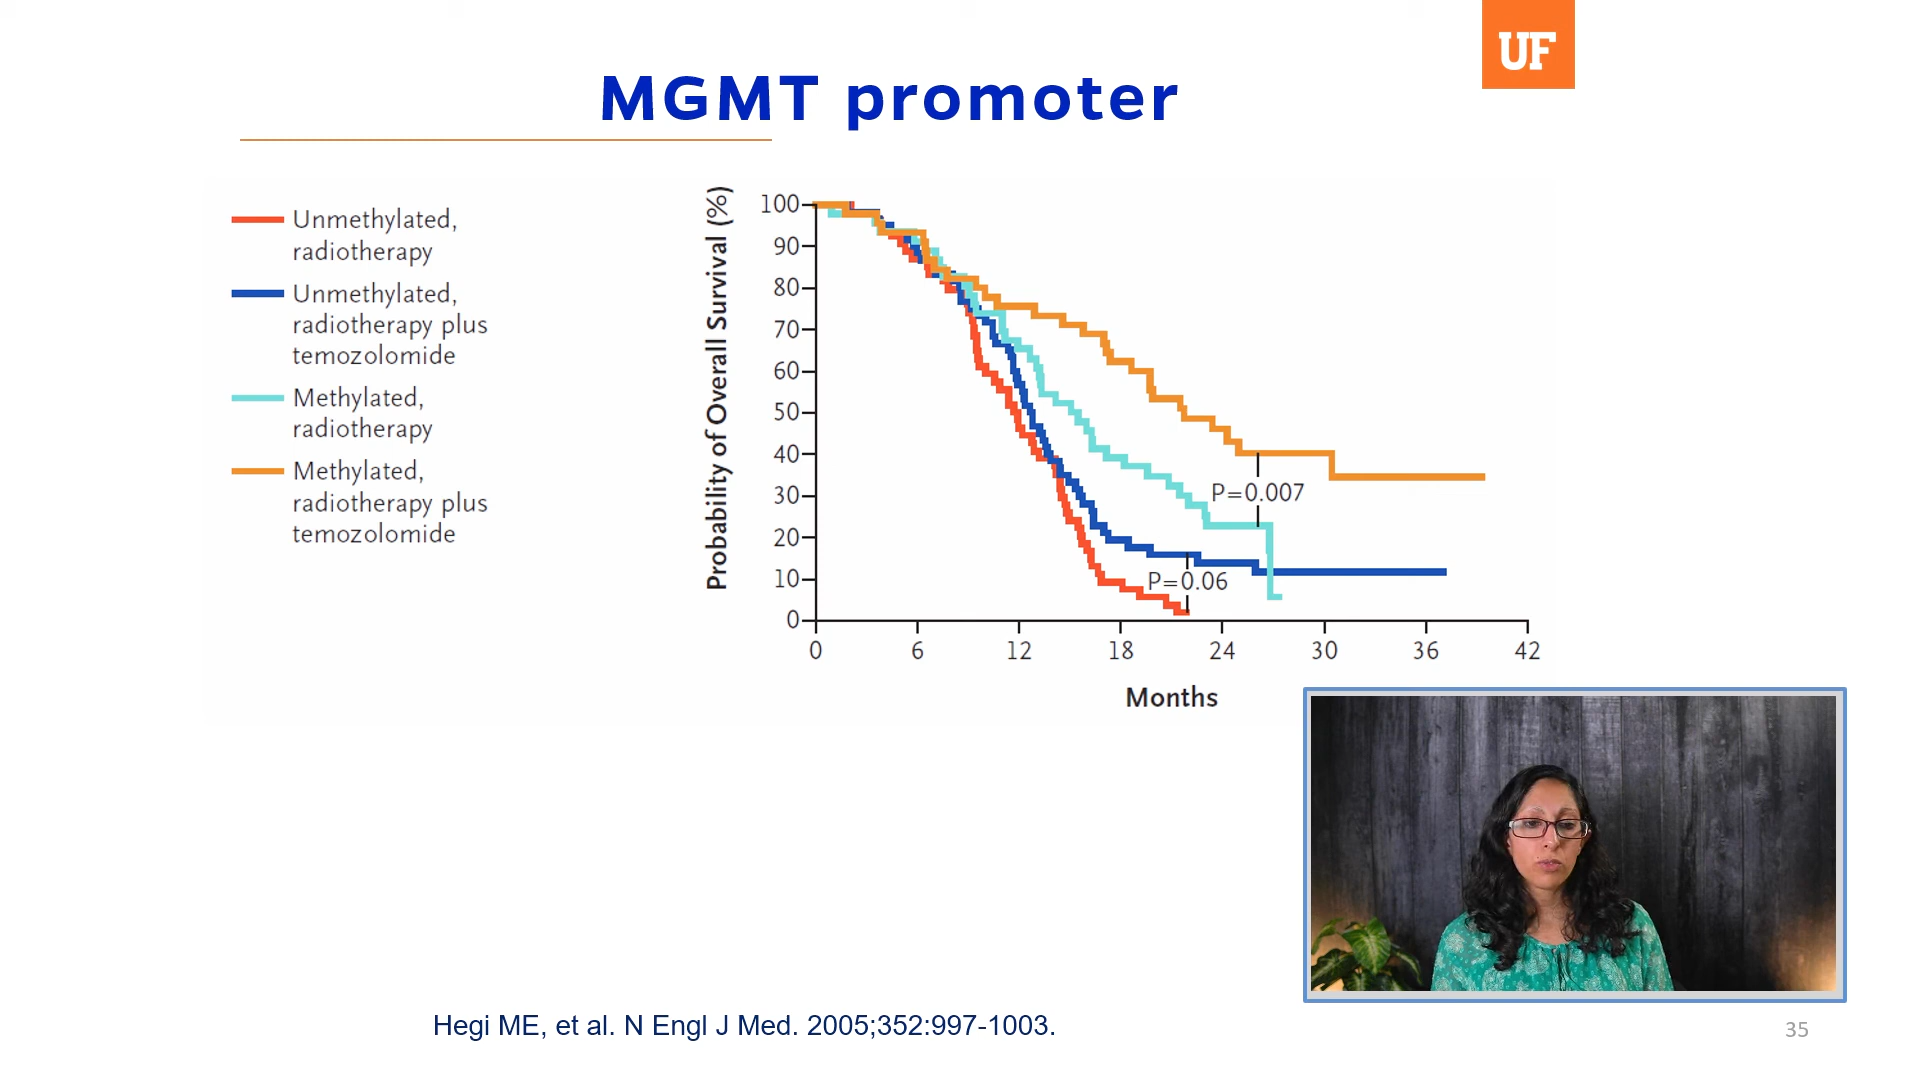 UF
MGMT promoter
Unmethylated,
radiotherapy
Unmethylated,
radiotherapy plus
temozolomide
Methylated,
radiotherapy
Methylated,
radiotherapy plus
temozolomide
Probability of Overall Survival (%)
100
90
80
70
60
50
40
30
20
10
0
P=0.007
P=0.06
0 6 12 18 24 30 36 42
Months
Hegi ME, et al. N Engl J Med. 2005;352:997-1003.
35